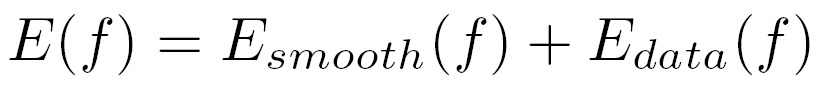 E(f) = E_{smooth}(f) + E_{data}(f)